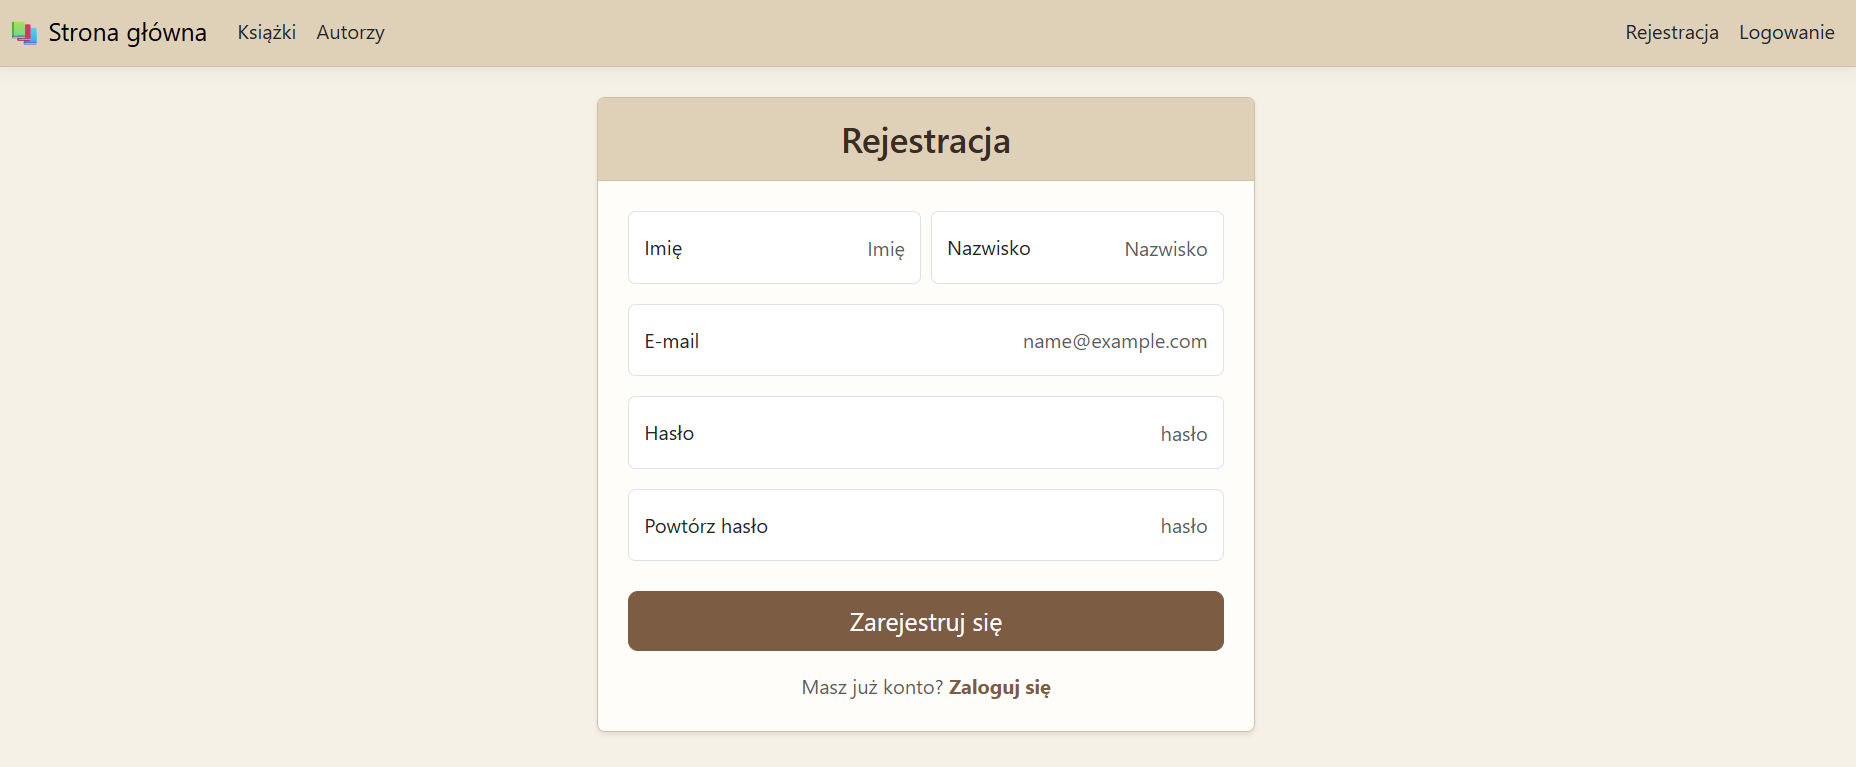 Strona główna Książki Autorzy Rejestracja Logowanie
Rejestracja
Imię Imię Nazwisko Nazwisko
E-mail name@example.com
Hasło hasło
Powtórz hasło hasło
Zarejestruj się
Masz już konto? Zaloguj się